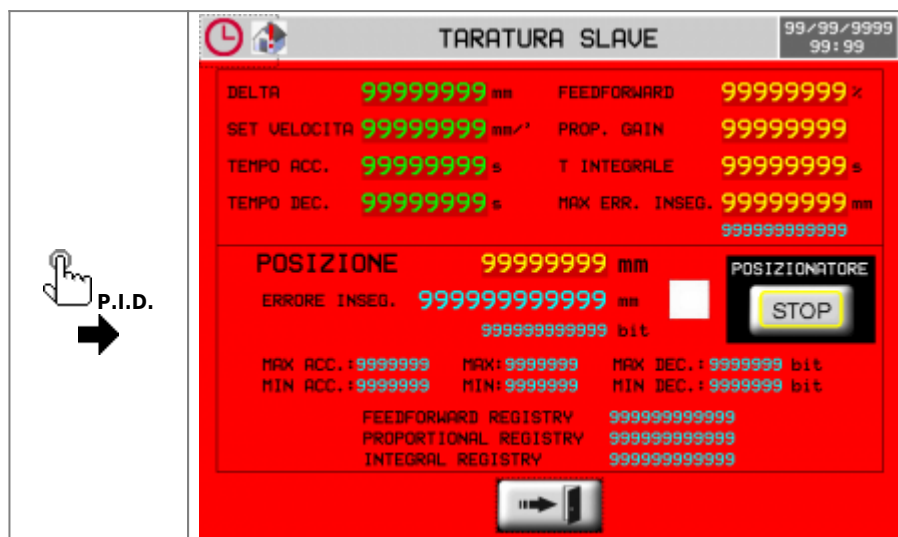 P.I.D.
TARATURA SLAVE
99/99/9999
99:99
DELTA 99999999 mm FEEDFORWARD 99999999 %
SET VELOCITA 99999999 mm/' PROP. GAIN 99999999
TEMPO ACC. 99999999 s T INTEGRALE 99999999 s
TEMPO DEC. 99999999 s MAX ERR. INSEG. 99999999 mm
999999999999
POSIZIONE 99999999 mm
POSIZIONATORE
ERRORE INSEG. 999999999999 mm
STOP
999999999999 bit
MAX ACC.:9999999 MAX:9999999 MAX DEC.:9999999 bit
MIN ACC.:9999999 MIN:9999999 MIN DEC.:9999999 bit
FEEDFORWARD REGISTRY 999999999999
PROPORTIONAL REGISTRY 999999999999
INTEGRAL REGISTRY 999999999999